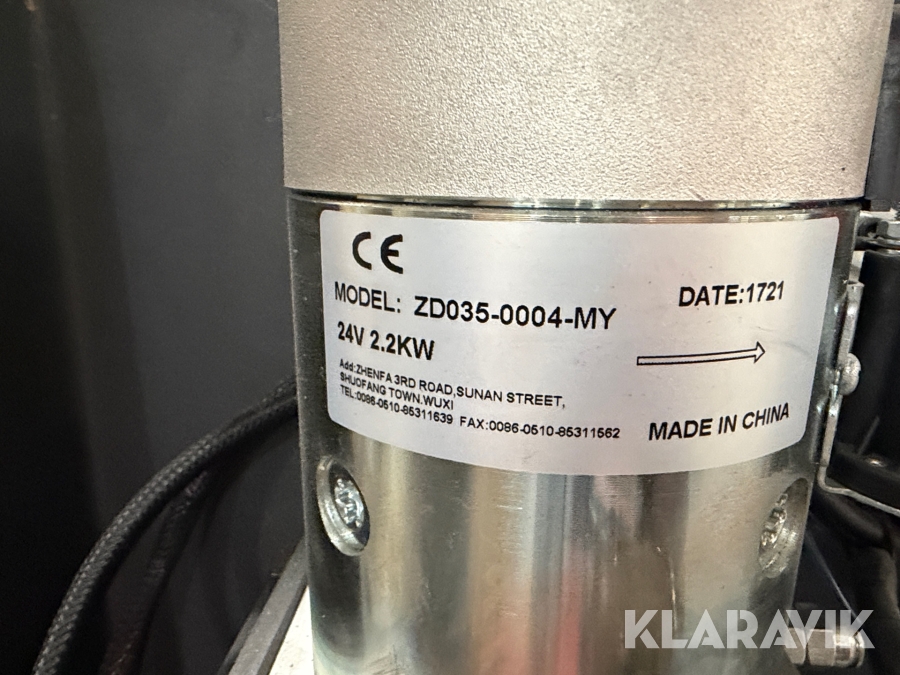 CE
MODEL: ZD035-0004-MY
DATE:1721
24V 2.2KW
Add:ZHENFA 3RD ROAD,SUNAN STREET,
SHUOFANG TOWN.WUXI
TEL:0086-0510-85311639 FAX:0086-0510-85311562
MADE IN CHINA
KLARAVIK